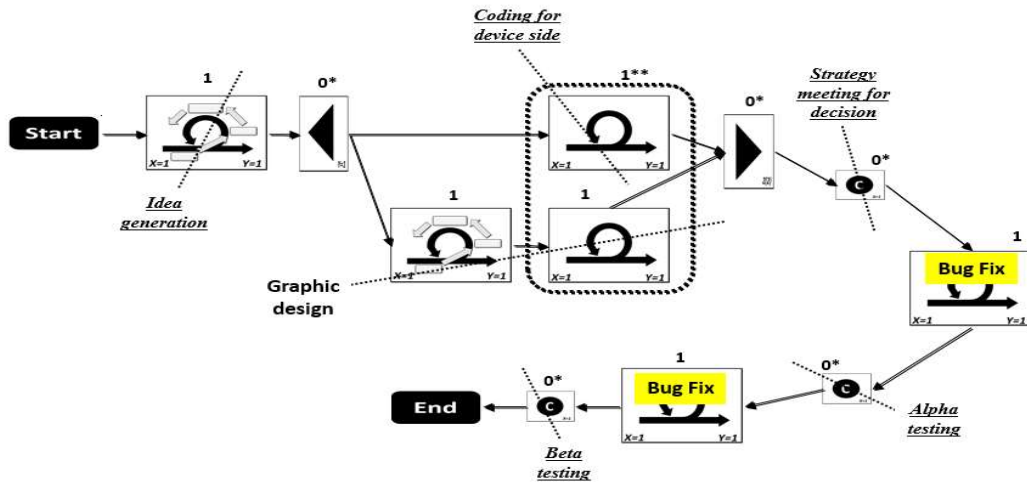 Coding for
device side
1
0*
1**
0*
Strategy
meeting for
decision
Start
X=1 Y=1
0*
C
Idea
generation
1
1
X=1 Y=1
X=1 Y=1
X=1 Y=1
Graphic
design
1
Bug Fix
X=1 Y=1
1
0*
Bug Fix
C
0*
End
C
X=1 Y=1
Alpha
testing
Beta
testing